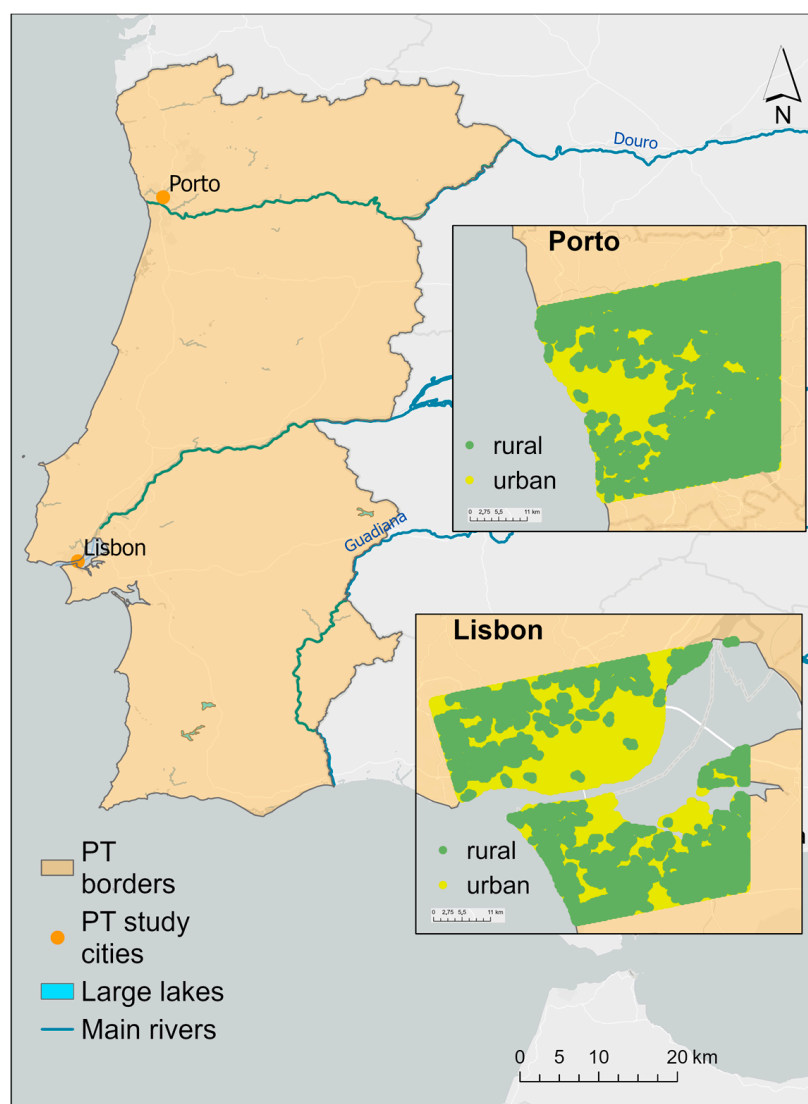 N
Douro
Porto
Porto
rural
urban
0 2,75 5,5 11 km
Guadiana
Lisbon
Lisbon
rural
urban
0 2,75 5,5 11 km
PT
borders
PT study
cities
Large lakes
Main rivers
0 5 10 20 km